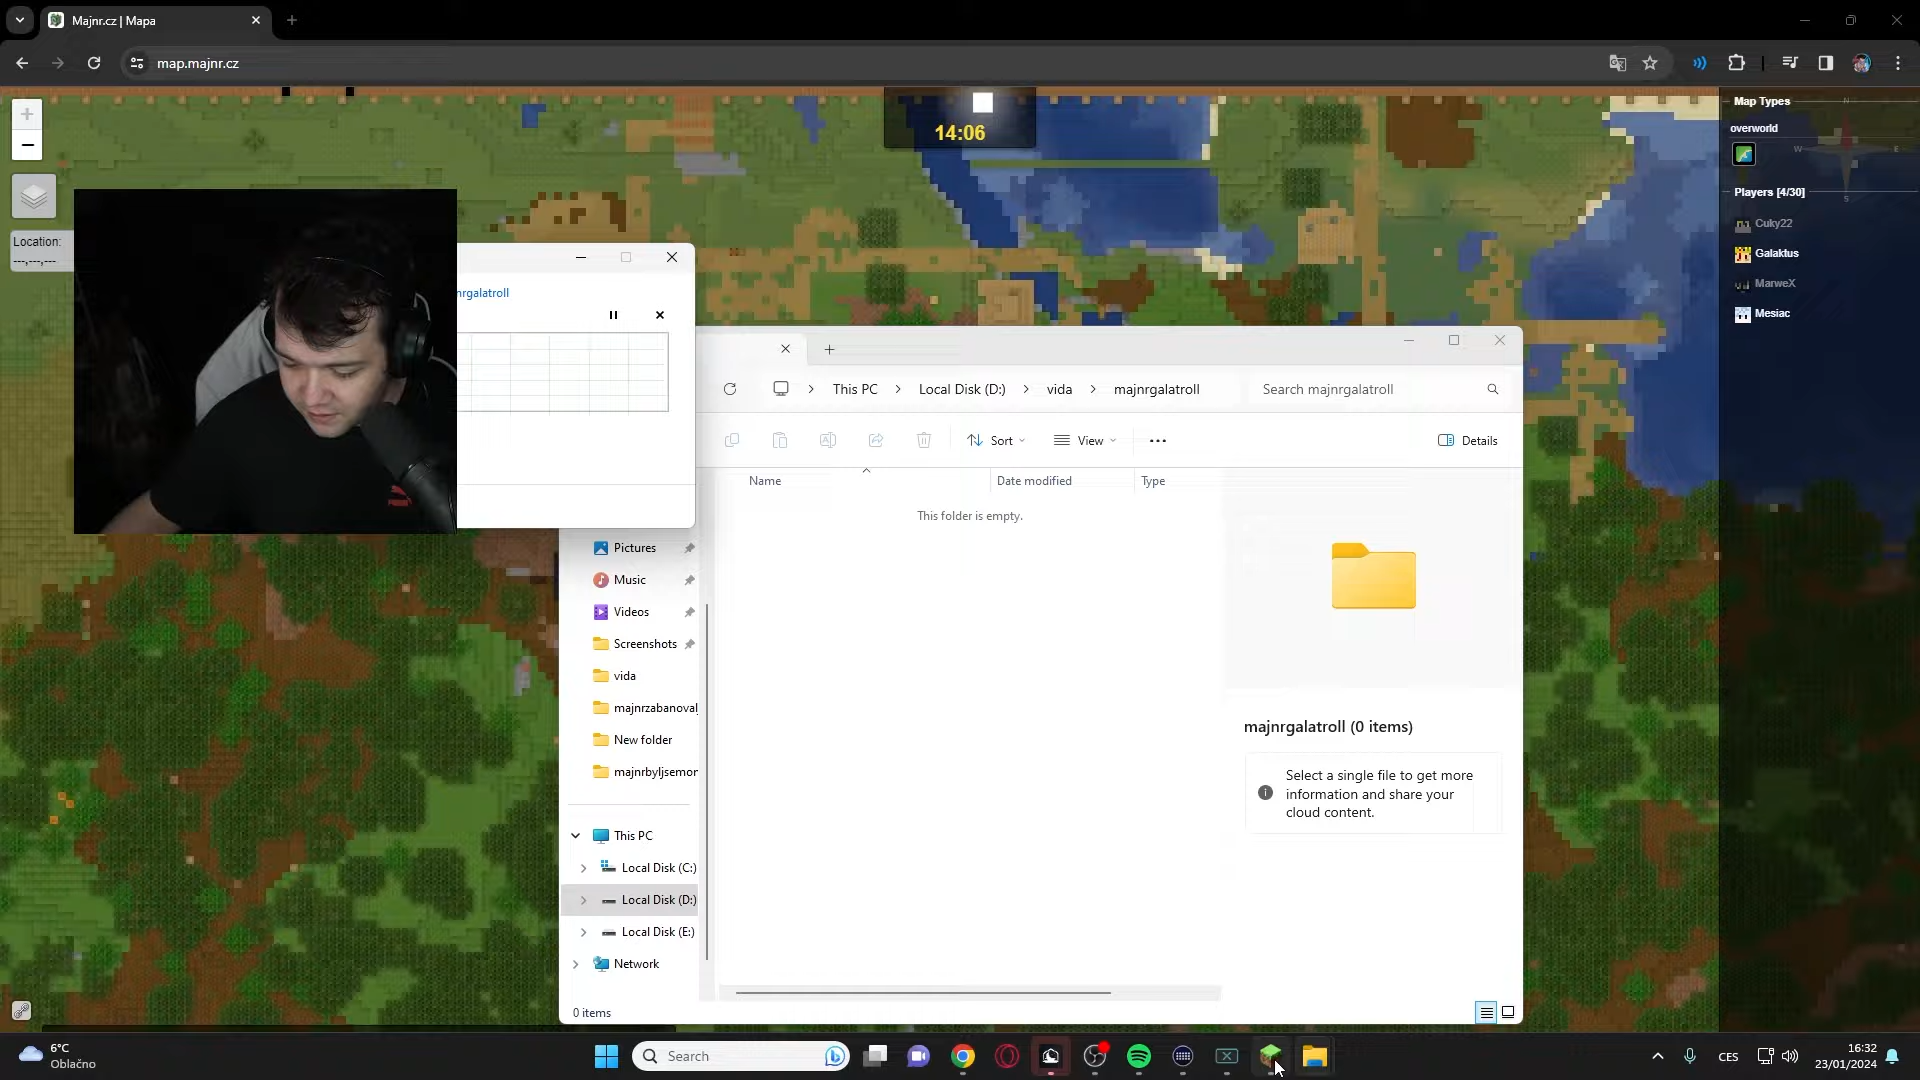 Majnr.cz | Mapa
map.majnr.cz
+
−
14:06
Location:
---,---,---
Map Types
overworld
N
W
E
S
Players [4/30]
Cuky22
Galaktus
MarweX
Mesiac
nrgalatroll
This PC
Local Disk (D:)
vida
majnrgalatroll
Search majnrgalatroll
Sort
View
Details
Name
Date modified
Type
This folder is empty.
Pictures
Music
Videos
Screenshots
vida
majnrzabanoval
New folder
majnrbyljsemor
This PC
Local Disk (C:)
Local Disk (D:)
Local Disk (E:)
Network
majnrgalatroll (0 items)
Select a single file to get more
information and share your
cloud content.
0 items
6°C
Oblačno
Search
CES
16:32
23/01/2024